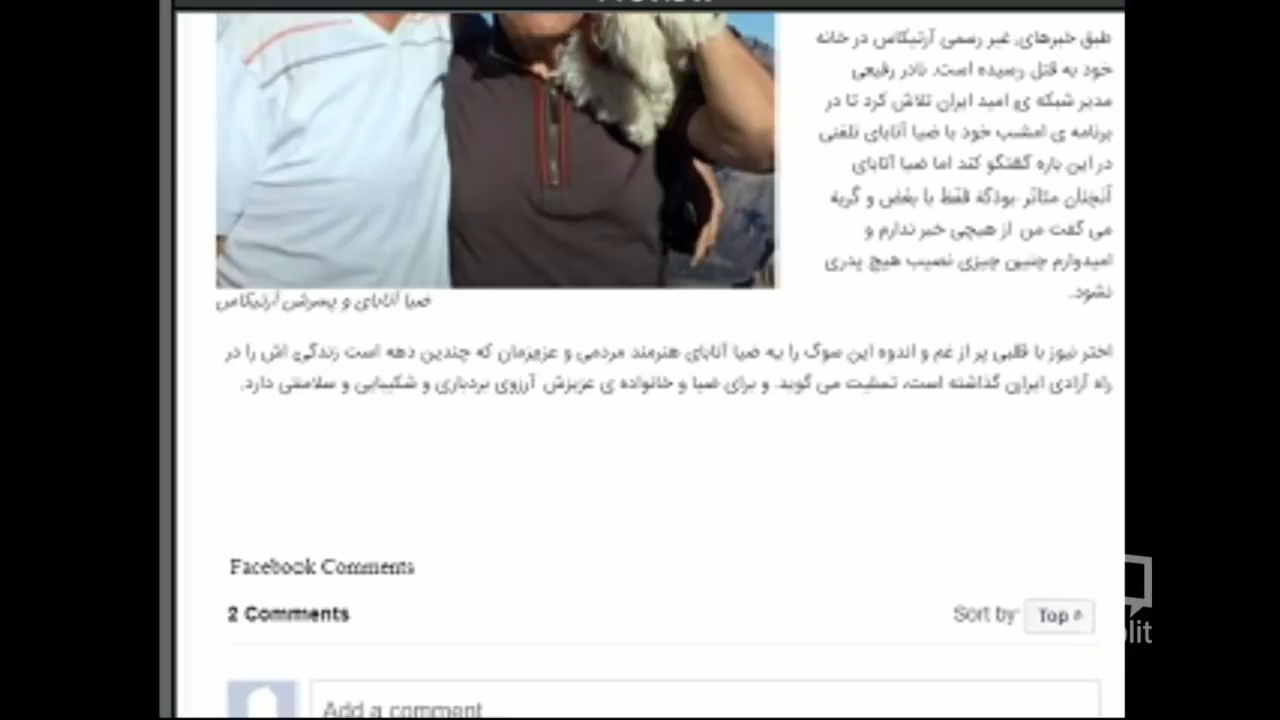 طبق خبرهای غیر رسمی آرتیکاس در خانه
خود به قتل رسیده است. نادر رفیعی
مدیر شبکه ی امید ایران تلاش کرد تا در
برنامه ی امشب خود با ضیا آتابای تلفنی
در این باره گفتگو کند اما ضیا آتابای
آنچنان متاثر بودکه فقط با بغض و گریه
می گفت من از هیچی خبر ندارم و
امیدوارم چنین چیزی نصیب هیچ پدری
نشود.
ضیا آتابای و پسرش آرتیکاس
اختر نیوز با قلبی پر از غم و اندوه این سوگ را به ضیا آتابای هنرمند مردمی و عزیزمان که چندین دهه است زندگی اش را در
راه آزادی ایران گذاشته است، تسلیت می گوید. و برای ضیا و خانواده ی عزیزش آرزوی بردباری و شکیبایی و سلامتی دارد.
Facebook Comments
2 Comments
Sort by Top
Add a comment